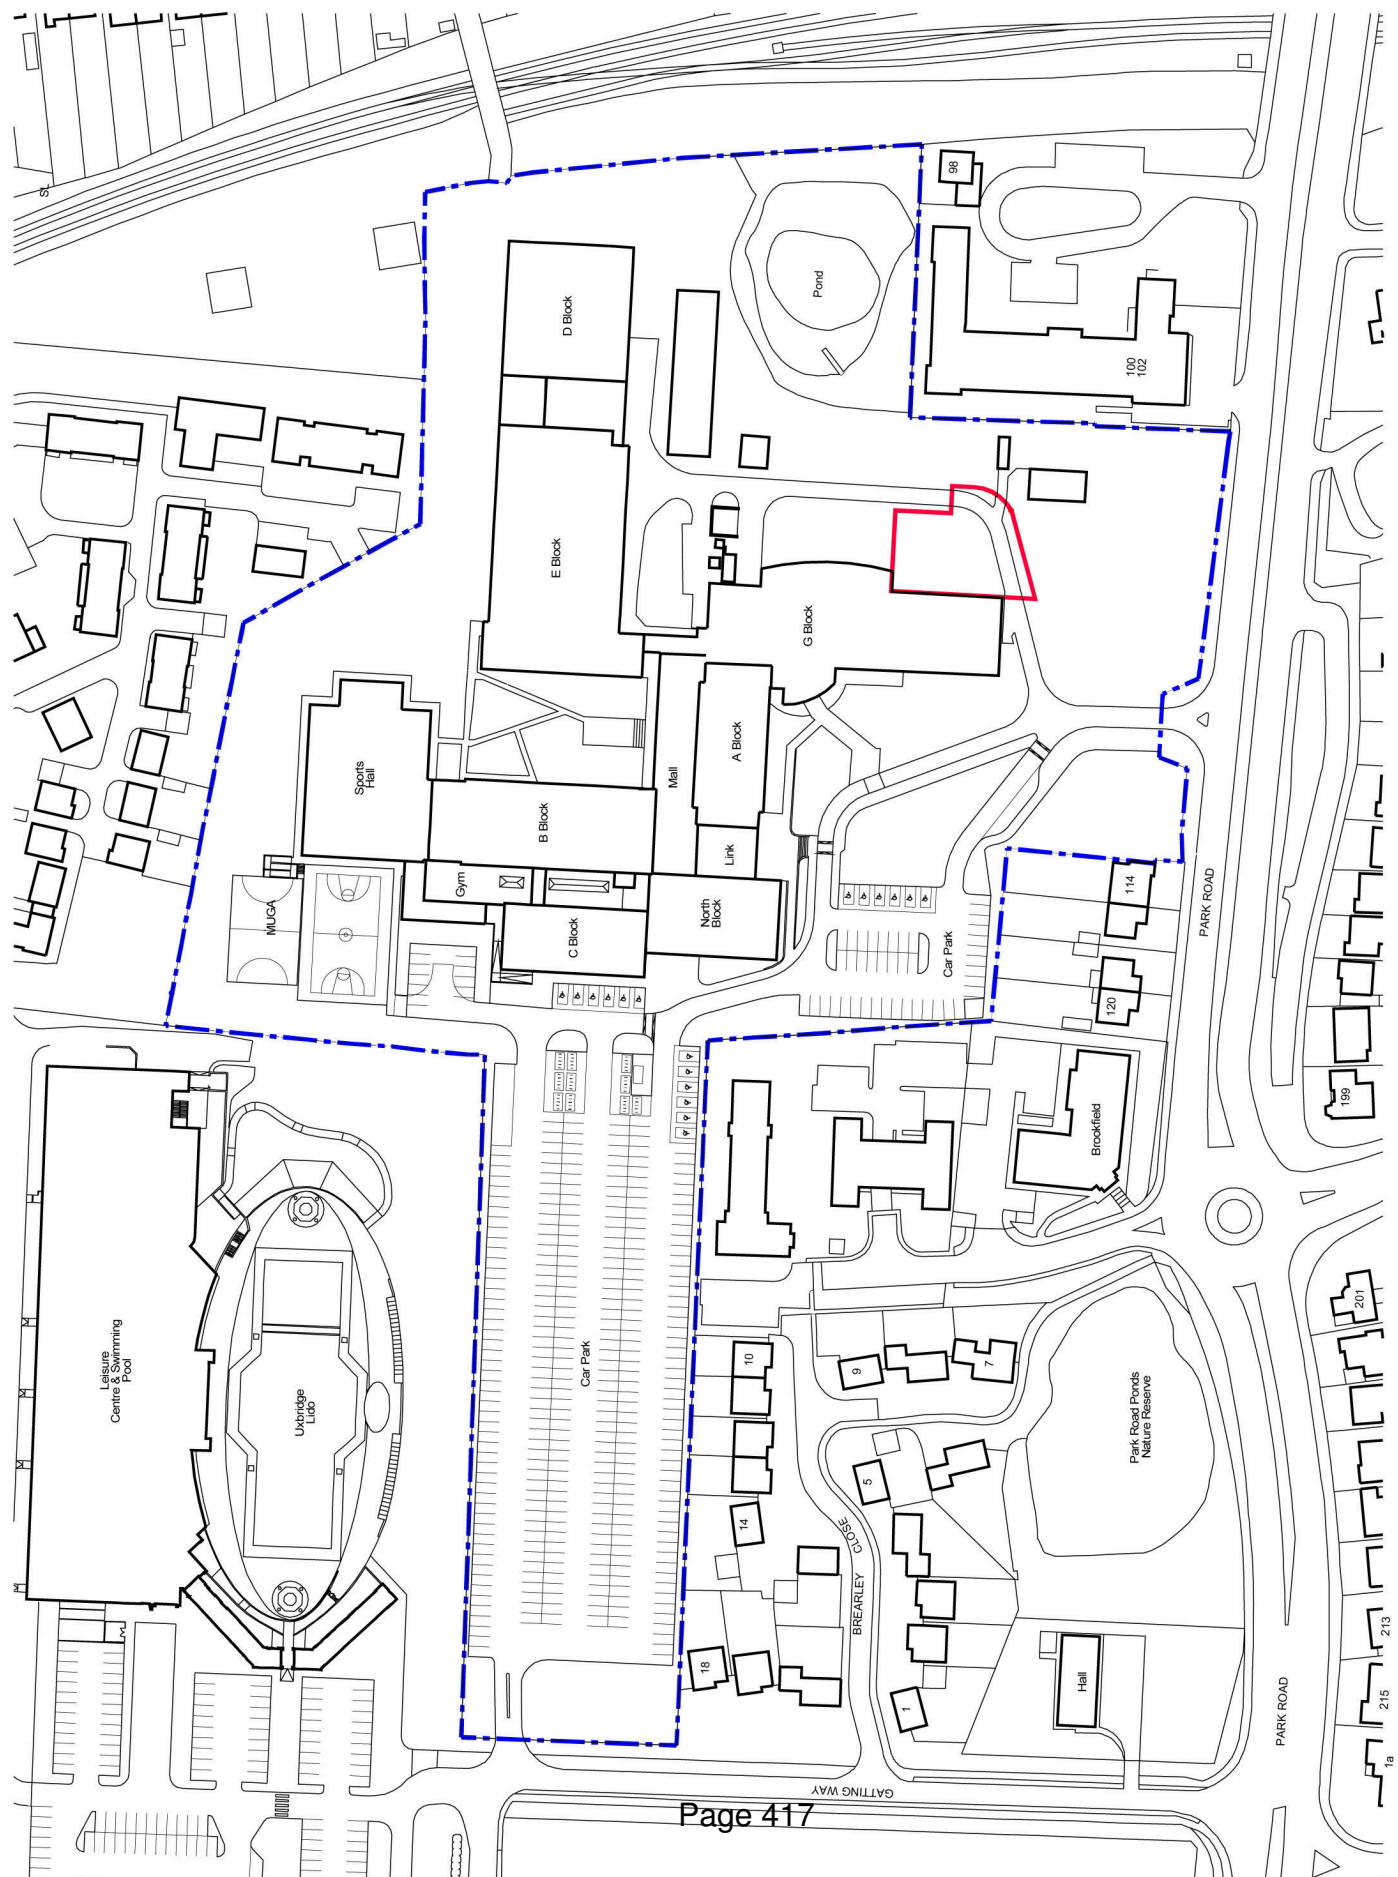 St
98
Pond
D Block
100
102
E Block
G Block
A Block
Mall
Sports
Hall
B Block
Link
Gym
C Block
North
Block
MUGA
Car Park
114
120
PARK ROAD
Brookfield
199
Leisure
Centre & Swimming
Pool
Uxbridge
Lido
Car Park
10
9
7
201
Park Road Ponds
Nature Reserve
5
14
BREARLEY CLOSE
18
1
Hall
213
215
1a
PARK ROAD
GATTING WAY
Page 417